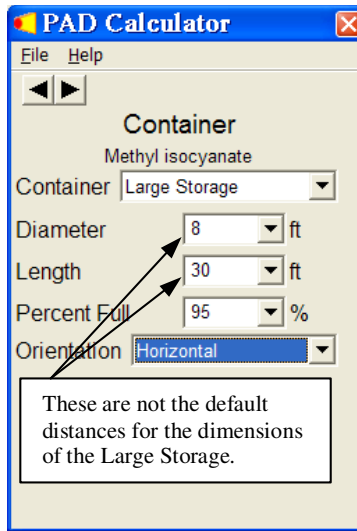 PAD Calculator
File Help
Container
Methyl isocyanate
Container Large Storage
Diameter 8 ft
Length 30 ft
Percent Full 95 %
Orientation Horizontal
These are not the default
distances for the dimensions
of the Large Storage.